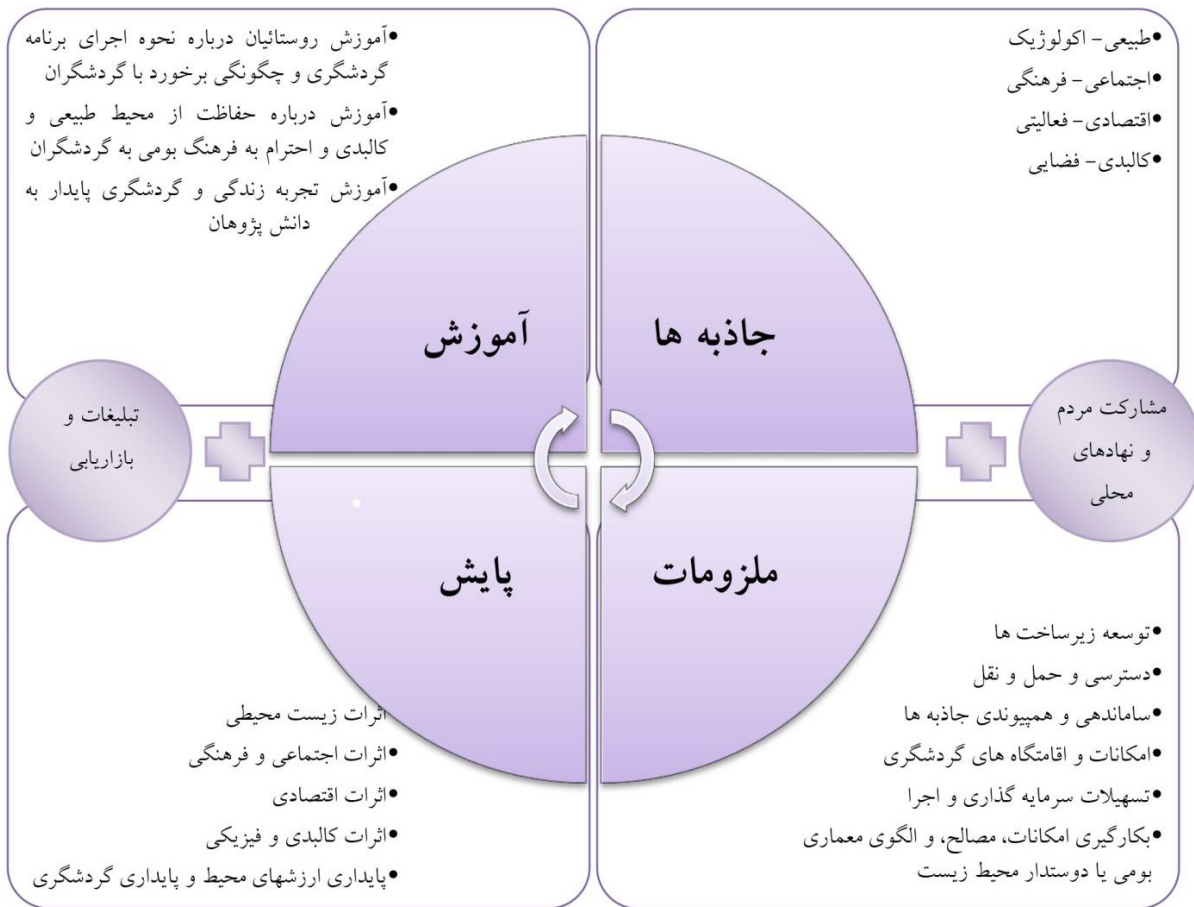 •طبیعی- اکولوژیک
•اجتماعی- فرهنگی
•اقتصادی- فعالیتی
•کالبدی- فضایی
•آموزش روستائیان درباره نحوه اجرای برنامه
گردشگری و چگونگی برخورد با گردشگران
•آموزش درباره حفاظت از محیط طبیعی و
کالبدی و احترام به فرهنگ بومی به گردشگران
•آموزش تجربه زندگی و گردشگری پایدار به
دانش پژوهان
جاذبه ها
آموزش
مشارکت مردم
و نهادهای
محلی
تبلیغات و
بازاریابی
ملزومات
پایش
•توسعه زیرساخت ها
•دسترسی و حمل و نقل
•ساماندهی و همپیوندی جاذبه ها
•امکانات و اقامتگاه های گردشگری
•تسهیلات سرمایه گذاری و اجرا
•بکارگیری امکانات، مصالح، و الگوی معماری
بومی یا دوستدار محیط زیست
اثرات زیست محیطی
•اثرات اجتماعی و فرهنگی
•اثرات اقتصادی
•اثرات کالبدی و فیزیکی
•پایداری ارزشهای محیط و پایداری گردشگری